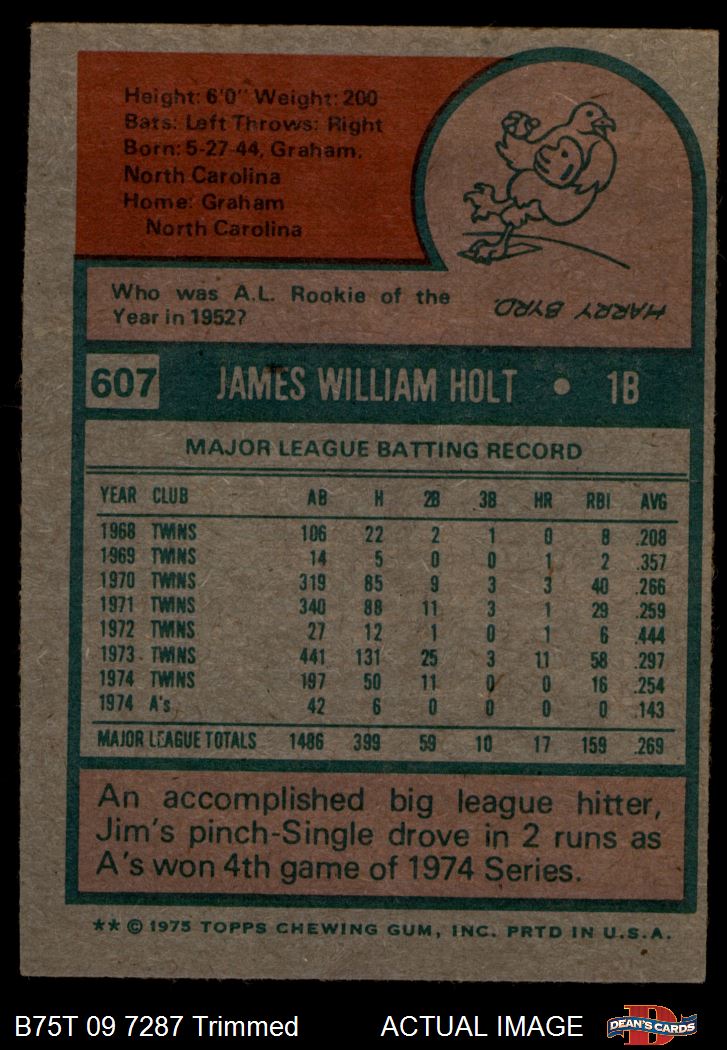 Height: 6'0" Weight: 200
Bats: Left Throws: Right
Born: 5-27-44, Graham,
North Carolina
Home: Graham
North Carolina
Who was A.L. Rookie of the
Year in 1952?
HARRY BYRD.
607 JAMES WILLIAM HOLT • 1B
MAJOR LEAGUE BATTING RECORD
YEAR CLUB AB H 2B 3B HR RBI AVG
1968 TWINS 106 22 2 1 0 8 .208
1969 TWINS 14 5 0 0 1 2 .357
1970 TWINS 319 85 9 3 3 40 .266
1971 TWINS 340 88 11 3 1 29 .259
1972 TWINS 27 12 1 0 1 6 .444
1973 TWINS 441 131 25 3 11 58 .297
1974 TWINS 197 50 11 0 0 16 .254
1974 A's 42 6 0 0 0 0 .143
MAJOR LEAGUE TOTALS 1486 399 59 10 17 159 .269
An accomplished big league hitter,
Jim's pinch-Single drove in 2 runs as
A's won 4th game of 1974 Series.
** © 1975 TOPPS CHEWING GUM, INC. PRTD IN U.S.A.
B75T 09 7287 Trimmed ACTUAL IMAGE
D
DEAN'S CARDS